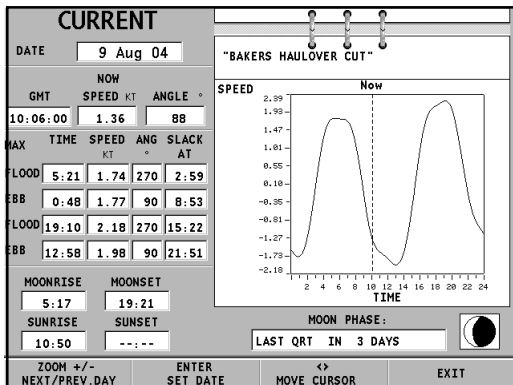 CURRENT
DATE 9 Aug 04
NOW
GMT SPEED KT ANGLE °
10:06:00 1.36 88
MAX TIME SPEED ANG SLACK
KT ° AT
FLOOD 5:21 1.74 270 2:59
EBB 0:48 1.77 90 8:53
FLOOD 19:10 2.18 270 15:22
EBB 12:58 1.98 90 21:51
MOONRISE MOONSET
5:17 19:21
SUNRISE SUNSET
10:50 --:--
"BAKERS HAULOVER CUT"
SPEED Now
2.39
1.93
1.47
1.01
0.55
0.10
-0.35
-0.81
-1.27
-1.73
-2.18
2 4 6 8 10 12 14 16 18 20 22 24
TIME
MOON PHASE:
LAST QRT IN 3 DAYS
ZOOM +/- ENTER <> EXIT
NEXT/PREV.DAY SET DATE MOVE CURSOR